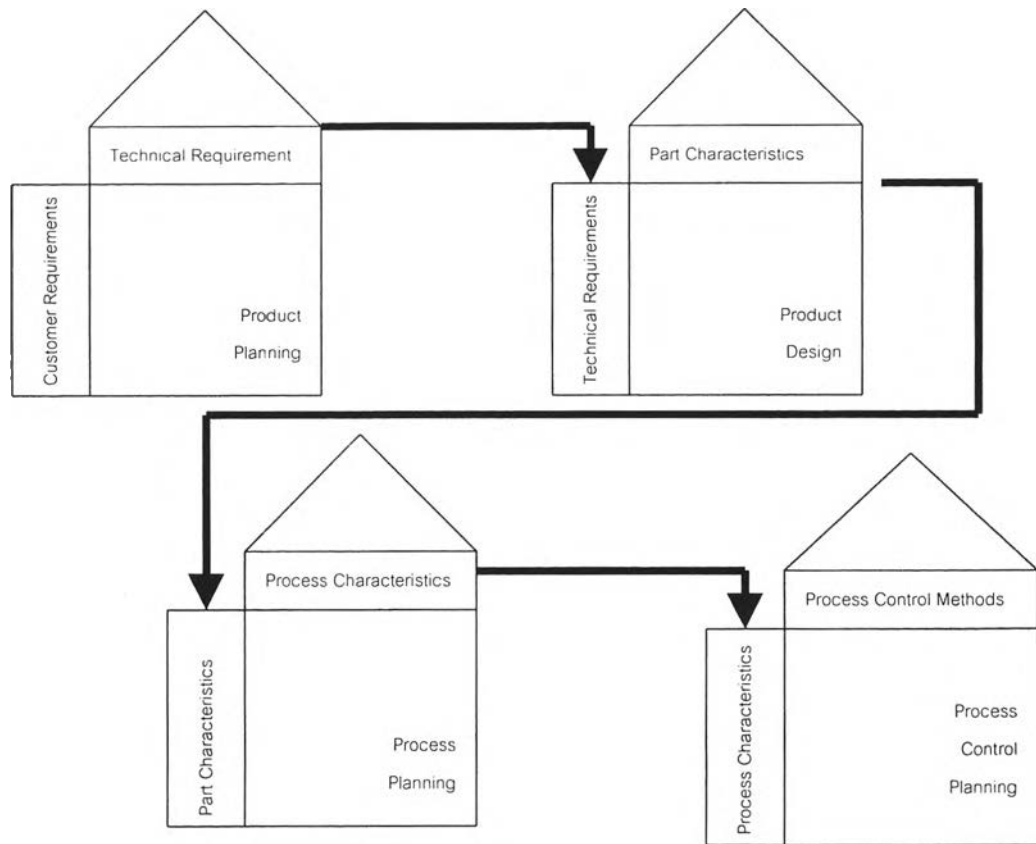 Technical Requirement
Customer Requirements
Product
Planning
Part Characteristics
Technical Requirements
Product
Design
Process Characteristics
Part Characteristics
Process
Planning
Process Control Methods
Process Characteristics
Process
Control
Planning